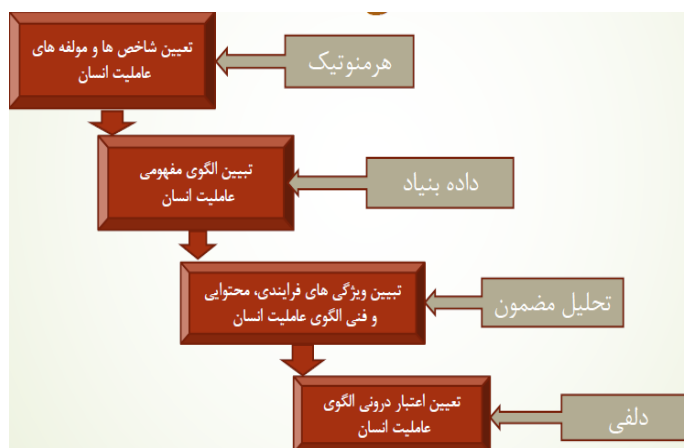 تعیین شاخص ها و مولفه های
عاملیت انسان
هرمنوتیک
تبیین الگوی مفهومی
عاملیت انسان
داده بنیاد
تبیین ویژگی های فرایندی، محتوایی
و فنی الگوی عاملیت انسان
تحلیل مضمون
تعیین اعتبار درونی الگوی
عاملیت انسان
دلفی